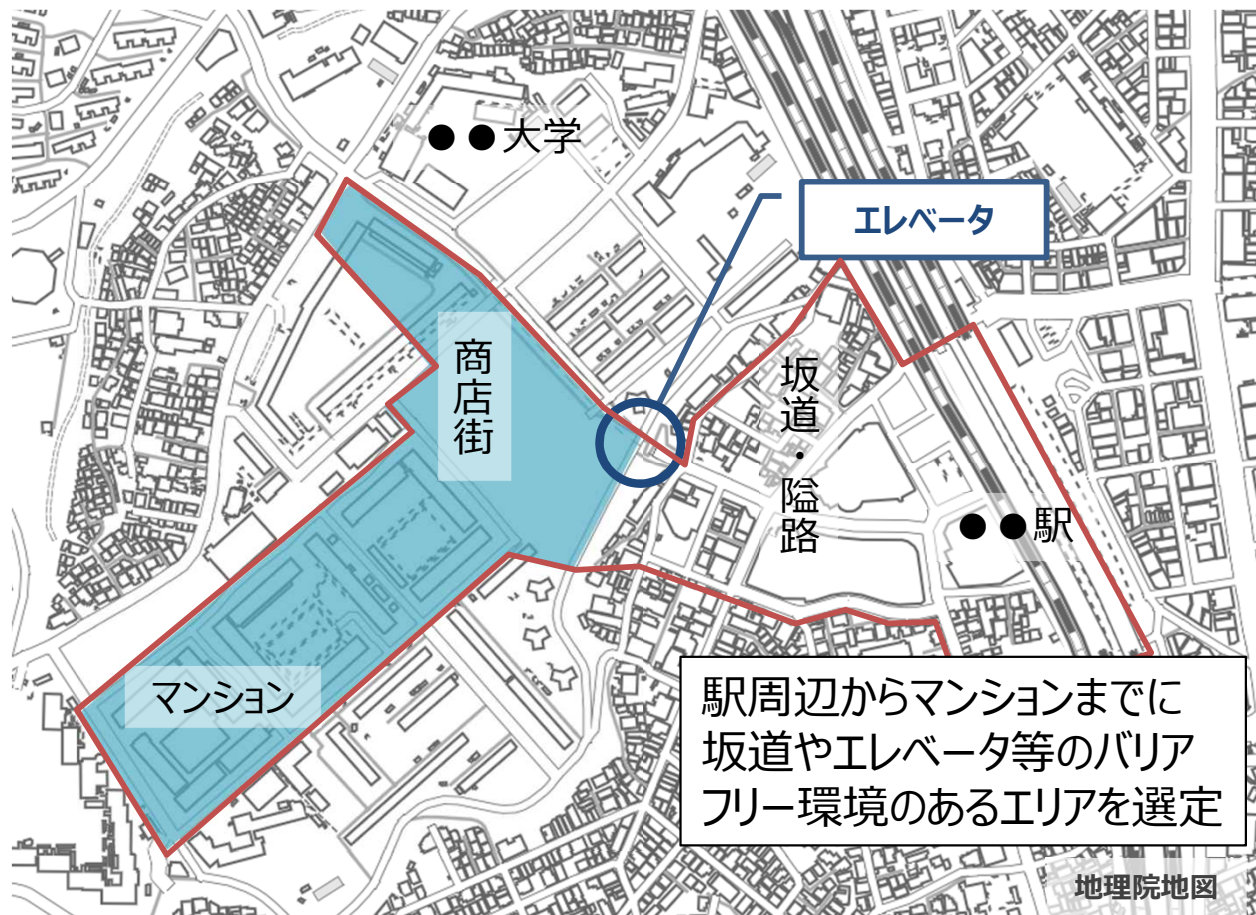 ●●大学
エレベータ
商店街
坂道・隘路
●●駅
マンション
駅周辺からマンションまでに
坂道やエレベータ等のバリア
フリー環境のあるエリアを選定
地理院地図